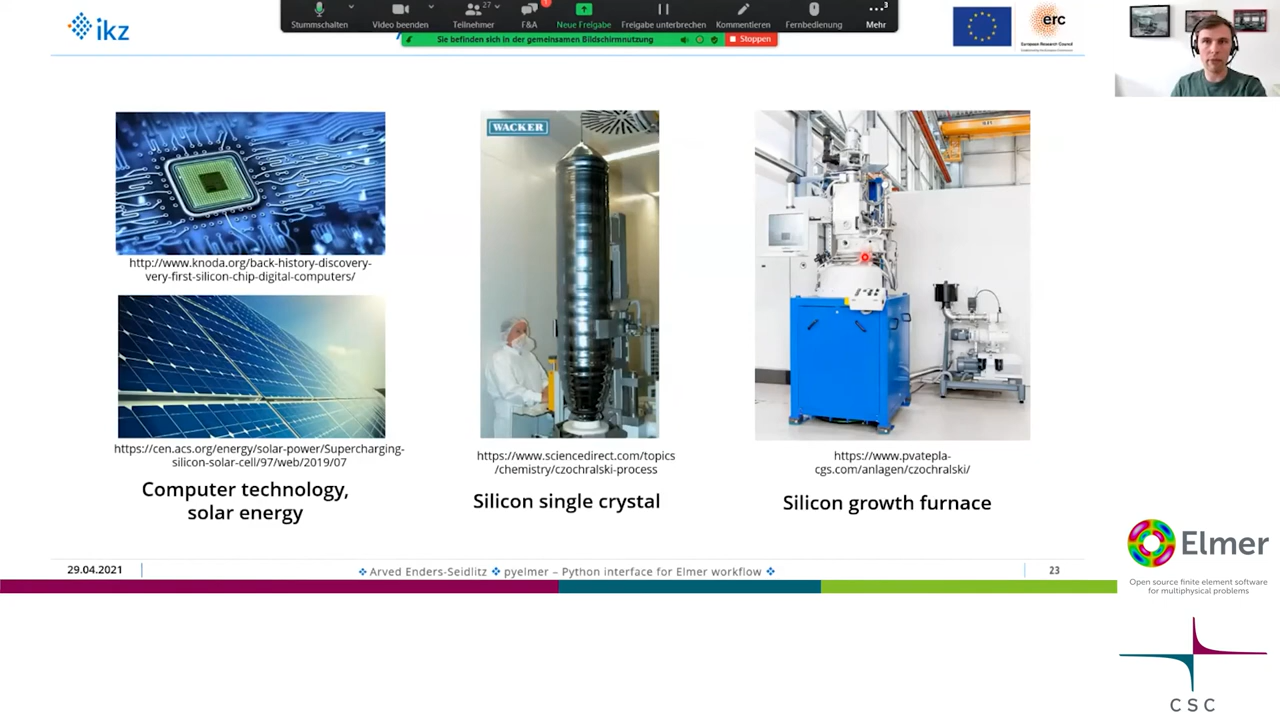 ikz
Stummschalten
Video beenden
Teilnehmer
27
F&A
1
Neue Freigabe
Freigabe unterbrechen
Kommentieren
Fernbedienung
3
Mehr
Sie befinden sich in der gemeinsamen Bildschirmnutzung
Stoppen
erc
European Research Council
WACKER
http://www.knoda.org/back-history-discovery-
very-first-silicon-chip-digital-computers/
https://cen.acs.org/energy/solar-power/Supercharging-
silicon-solar-cell/97/web/2019/07
Computer technology,
solar energy
https://www.sciencedirect.com/topics
/chemistry/czochralski-process
Silicon single crystal
https://www.pvatepla-
cgs.com/anlagen/czochralski/
Silicon growth furnace
29.04.2021
Arved Enders-Seidlitz
pyelmer – Python interface for Elmer workflow
23
Elmer
Open source finite element software
for multiphysical problems
CSC